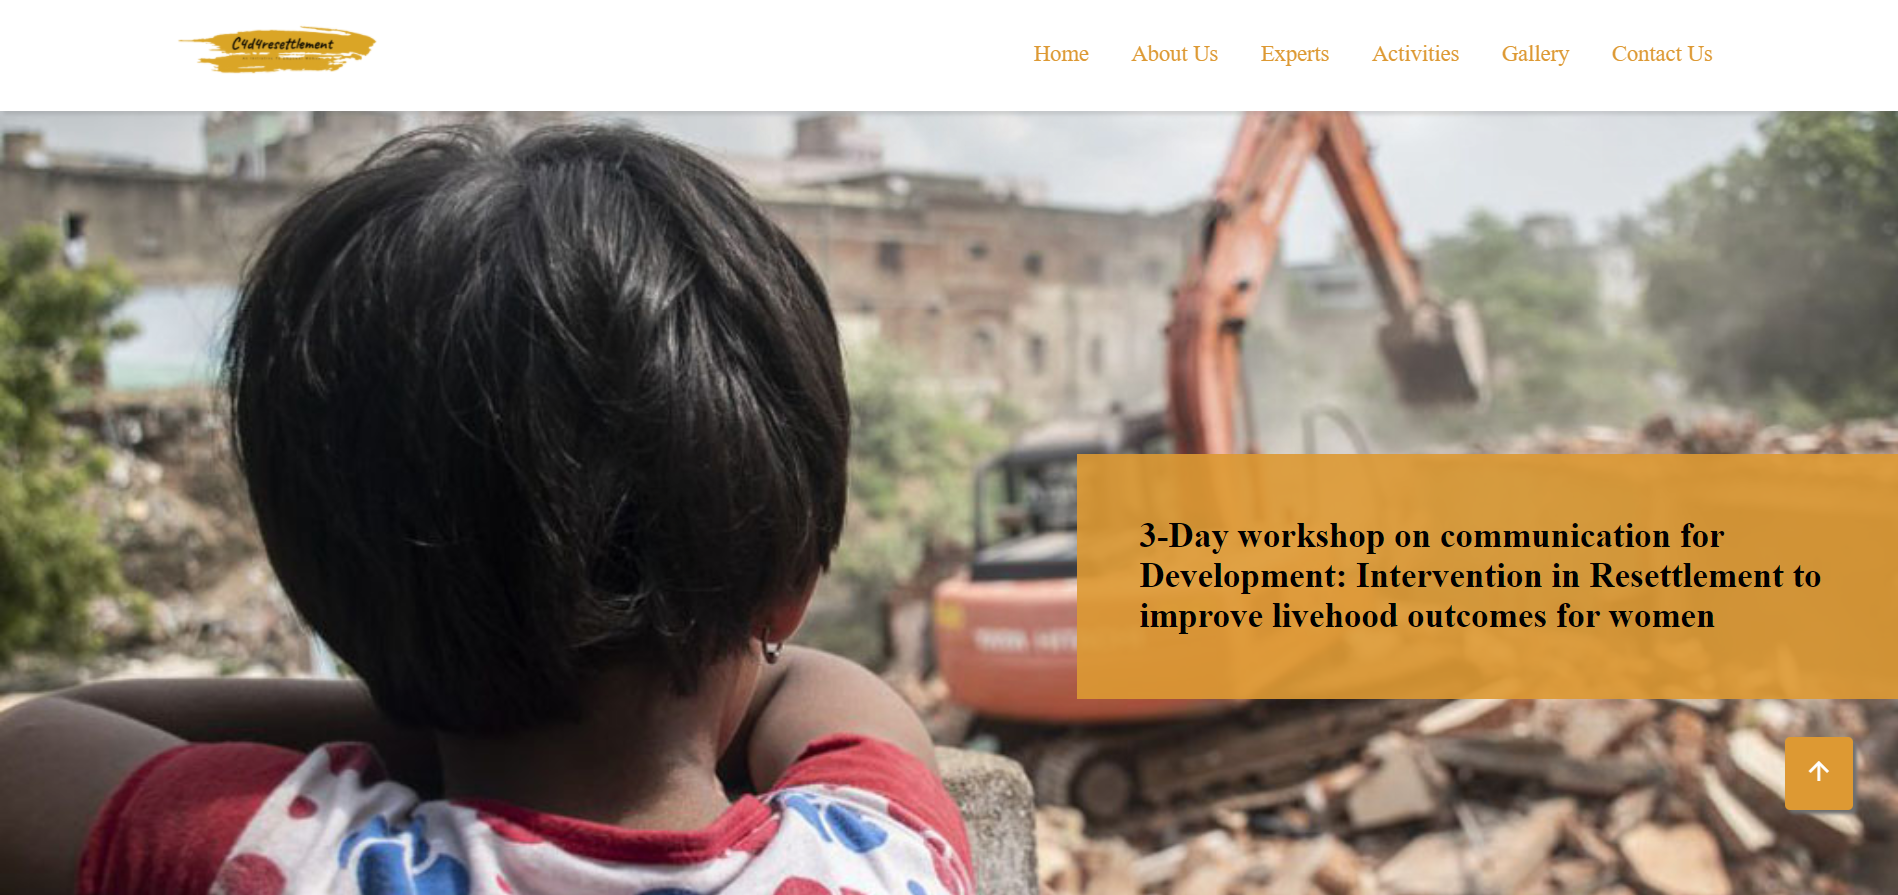 C4d4resettlement
Home About Us Experts Activities Gallery Contact Us
3-Day workshop on communication for
Development: Intervention in Resettlement to
improve livehood outcomes for women
TATA